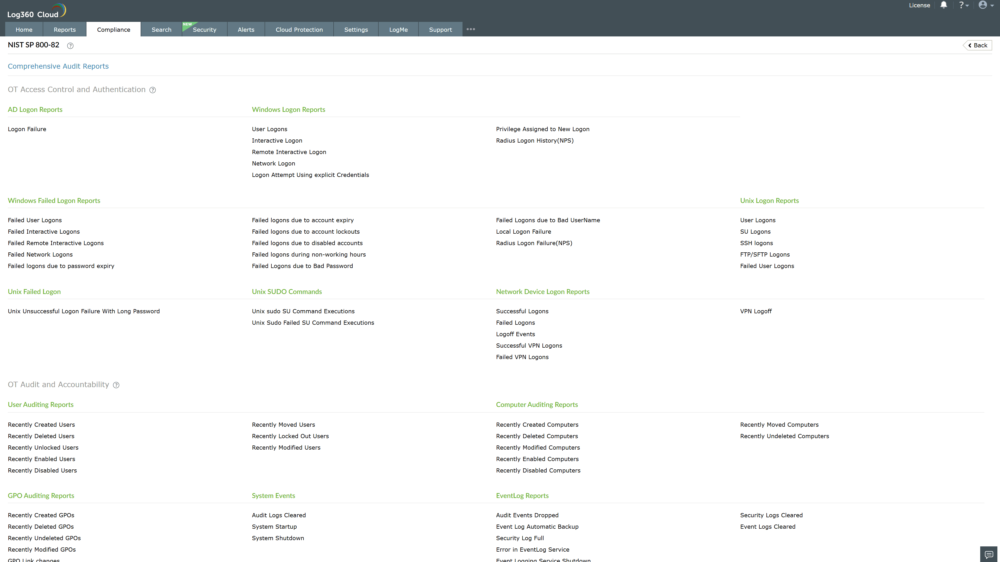 Log360 Cloud
License
?
Home
Reports
Compliance
Search
NEW
Security
Alerts
Cloud Protection
Settings
LogMe
Support
NIST SP 800-82 ?
Back
Comprehensive Audit Reports
OT Access Control and Authentication ?
AD Logon Reports
Logon Failure
Windows Logon Reports
User Logons
Interactive Logon
Remote Interactive Logon
Network Logon
Logon Attempt Using explicit Credentials
Privilege Assigned to New Logon
Radius Logon History(NPS)
Windows Failed Logon Reports
Failed User Logons
Failed Interactive Logons
Failed Remote Interactive Logons
Failed Network Logons
Failed logons due to password expiry
Failed logons due to account expiry
Failed logons due to account lockouts
Failed logons due to disabled accounts
Failed logons during non-working hours
Failed Logons due to Bad Password
Failed Logons due to Bad UserName
Local Logon Failure
Radius Logon Failure(NPS)
Unix Logon Reports
User Logons
SU Logons
SSH logons
FTP/SFTP Logons
Failed User Logons
Unix Failed Logon
Unix Unsuccessful Logon Failure With Long Password
Unix SUDO Commands
Unix sudo SU Command Executions
Unix Sudo Failed SU Command Executions
Network Device Logon Reports
Successful Logons
Failed Logons
Logoff Events
Successful VPN Logons
Failed VPN Logons
VPN Logoff
OT Audit and Accountability ?
User Auditing Reports
Recently Created Users
Recently Deleted Users
Recently Unlocked Users
Recently Enabled Users
Recently Disabled Users
Recently Moved Users
Recently Locked Out Users
Recently Modified Users
Computer Auditing Reports
Recently Created Computers
Recently Deleted Computers
Recently Modified Computers
Recently Enabled Computers
Recently Disabled Computers
Recently Moved Computers
Recently Undeleted Computers
GPO Auditing Reports
Recently Created GPOs
Recently Deleted GPOs
Recently Undeleted GPOs
Recently Modified GPOs
GPO Link changes
System Events
Audit Logs Cleared
System Startup
System Shutdown
EventLog Reports
Audit Events Dropped
Event Log Automatic Backup
Security Log Full
Error in EventLog Service
Event Logging Service Shutdown
Security Logs Cleared
Event Logs Cleared